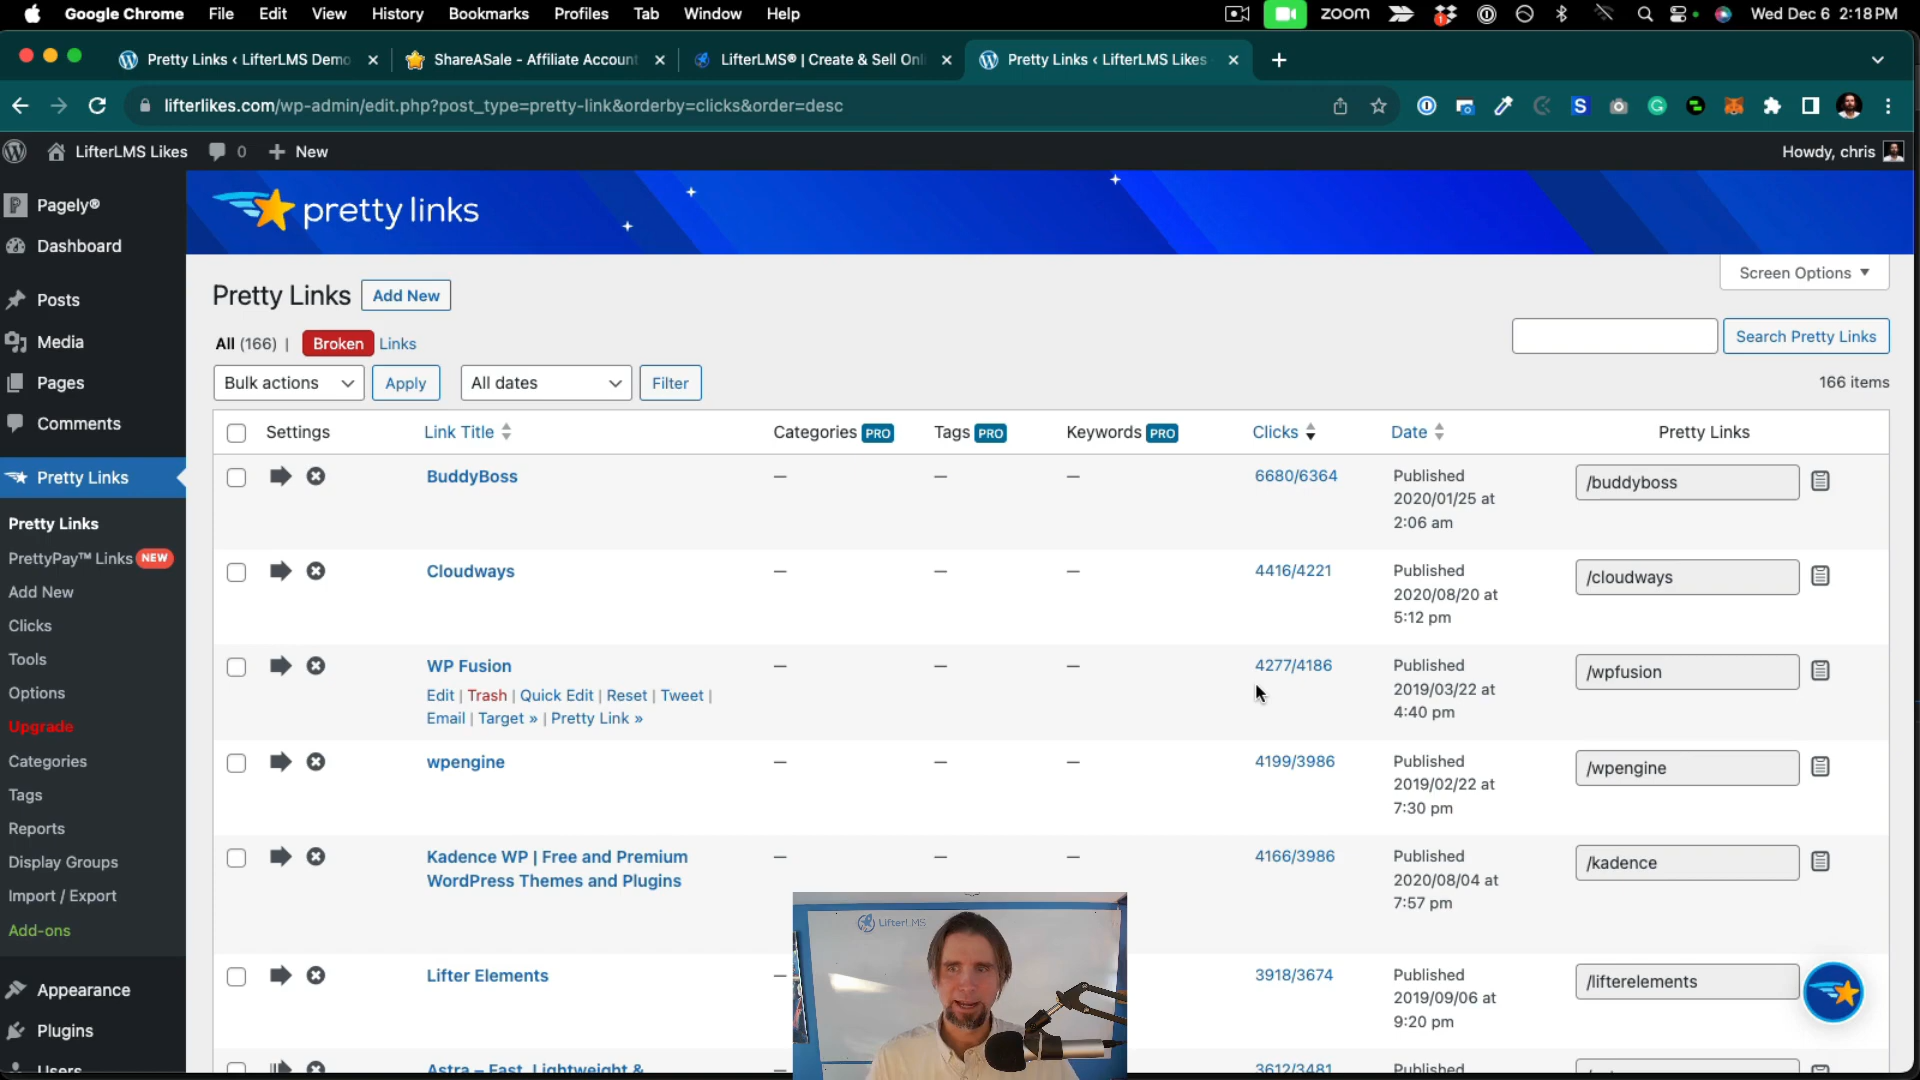 Google Chrome File Edit View History Bookmarks Profiles Tab Window Help zoom 1 Wed Dec 6 2:18 PM
Pretty Links ‹ LifterLMS Demo ShareASale - Affiliate Account LifterLMS® | Create & Sell Onli Pretty Links ‹ LifterLMS Likes
lifterlikes.com/wp-admin/edit.php?post_type=pretty-link&orderby=clicks&order=desc
LifterLMS Likes 0 New Howdy, chris
Pagely®
Dashboard
Posts
Media
Pages
Comments
Pretty Links
Pretty Links
PrettyPay™ Links NEW
Add New
Clicks
Tools
Options
Upgrade
Categories
Tags
Reports
Display Groups
Import / Export
Add-ons
Appearance
Plugins
Users
pretty links
Screen Options
Pretty Links Add New
All (166) | Broken Links
Search Pretty Links
Bulk actions Apply All dates Filter 166 items
Settings Link Title Categories PRO Tags PRO Keywords PRO Clicks Date Pretty Links
BuddyBoss — — — 6680/6364 Published
2020/01/25 at
2:06 am
/buddyboss
Cloudways — — — 4416/4221 Published
2020/08/20 at
5:12 pm
/cloudways
WP Fusion — — — 4277/4186 Published
2019/03/22 at
4:40 pm
/wpfusion
Edit | Trash | Quick Edit | Reset | Tweet |
Email | Target » | Pretty Link »
wpengine — — — 4199/3986 Published
2019/02/22 at
7:30 pm
/wpengine
Kadence WP | Free and Premium
WordPress Themes and Plugins
— — — 4166/3986 Published
2020/08/04 at
7:57 pm
/kadence
Lifter Elements — 3918/3674 Published
2019/09/06 at
9:20 pm
/lifterelements
Astra – Fast, Lightweight & 3612/3481 Published
LifterLMS